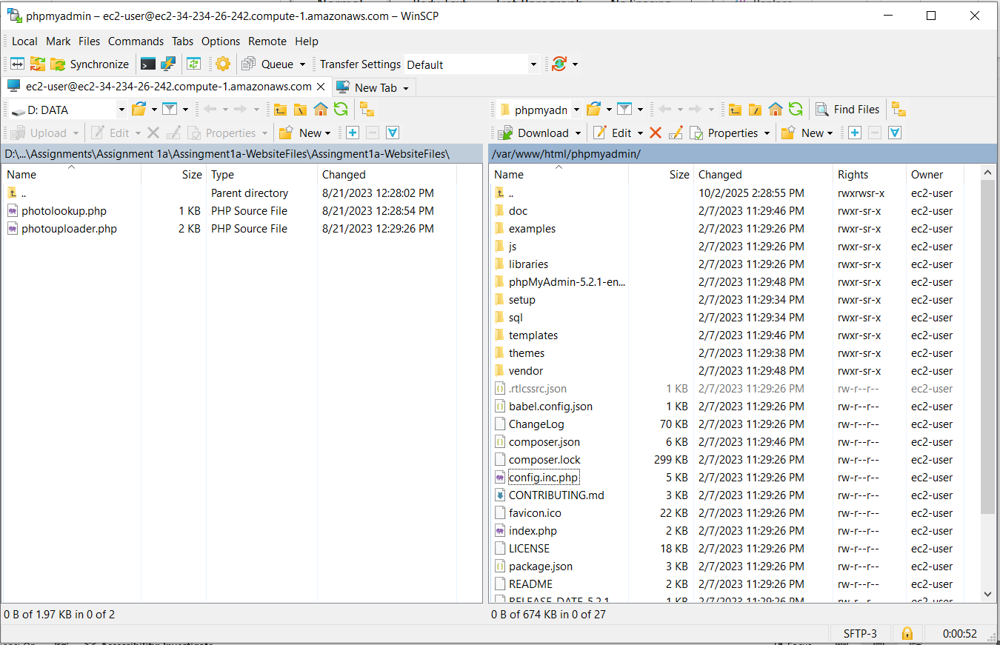 phpmyadmin – ec2-user@ec2-34-234-26-242.compute-1.amazonaws.com – WinSCP
Local Mark Files Commands Tabs Options Remote Help
Synchronize Queue Transfer Settings Default
ec2-user@ec2-34-234-26-242.compute-1.amazonaws.com New Tab
D: DATA
Upload Edit Properties New
D:\...\Assignments\Assignment 1a\Assingment1a-WebsiteFiles\Assingment1a-WebsiteFiles\
Name Size Type Changed
.. Parent directory 8/21/2023 12:28:02 PM
photolookup.php 1 KB PHP Source File 8/21/2023 12:28:54 PM
photouploader.php 2 KB PHP Source File 8/21/2023 12:29:26 PM
0 B of 1.97 KB in 0 of 2
phpmyadn Find Files
Download Edit Properties New
/var/www/html/phpmyadmin/
Name Size Changed Rights Owner
.. 10/2/2025 2:28:55 PM rwxrwsr-x ec2-user
doc 2/7/2023 11:29:46 PM rwxr-sr-x ec2-user
examples 2/7/2023 11:29:26 PM rwxr-sr-x ec2-user
js 2/7/2023 11:29:26 PM rwxr-sr-x ec2-user
libraries 2/7/2023 11:29:26 PM rwxr-sr-x ec2-user
phpMyAdmin-5.2.1-en... 2/7/2023 11:29:48 PM rwxr-sr-x ec2-user
setup 2/7/2023 11:29:34 PM rwxr-sr-x ec2-user
sql 2/7/2023 11:29:34 PM rwxr-sr-x ec2-user
templates 2/7/2023 11:29:46 PM rwxr-sr-x ec2-user
themes 2/7/2023 11:29:38 PM rwxr-sr-x ec2-user
vendor 2/7/2023 11:29:48 PM rwxr-sr-x ec2-user
.rtlcssrc.json 1 KB 2/7/2023 11:29:26 PM rw-r--r-- ec2-user
babel.config.json 1 KB 2/7/2023 11:29:26 PM rw-r--r-- ec2-user
ChangeLog 70 KB 2/7/2023 11:29:26 PM rw-r--r-- ec2-user
composer.json 6 KB 2/7/2023 11:29:46 PM rw-r--r-- ec2-user
composer.lock 299 KB 2/7/2023 11:29:26 PM rw-r--r-- ec2-user
config.inc.php 5 KB 2/7/2023 11:29:26 PM rw-r--r-- ec2-user
CONTRIBUTING.md 3 KB 2/7/2023 11:29:26 PM rw-r--r-- ec2-user
favicon.ico 22 KB 2/7/2023 11:29:26 PM rw-r--r-- ec2-user
index.php 2 KB 2/7/2023 11:29:26 PM rw-r--r-- ec2-user
LICENSE 18 KB 2/7/2023 11:29:26 PM rw-r--r-- ec2-user
package.json 3 KB 2/7/2023 11:29:26 PM rw-r--r-- ec2-user
README 2 KB 2/7/2023 11:29:26 PM rw-r--r-- ec2-user
RELEASE-DATE-5.2.1 1 KB 2/7/2023 11:29:26 PM rw-r--r-- ec2-user
0 B of 674 KB in 0 of 27
SFTP-3 0:00:52